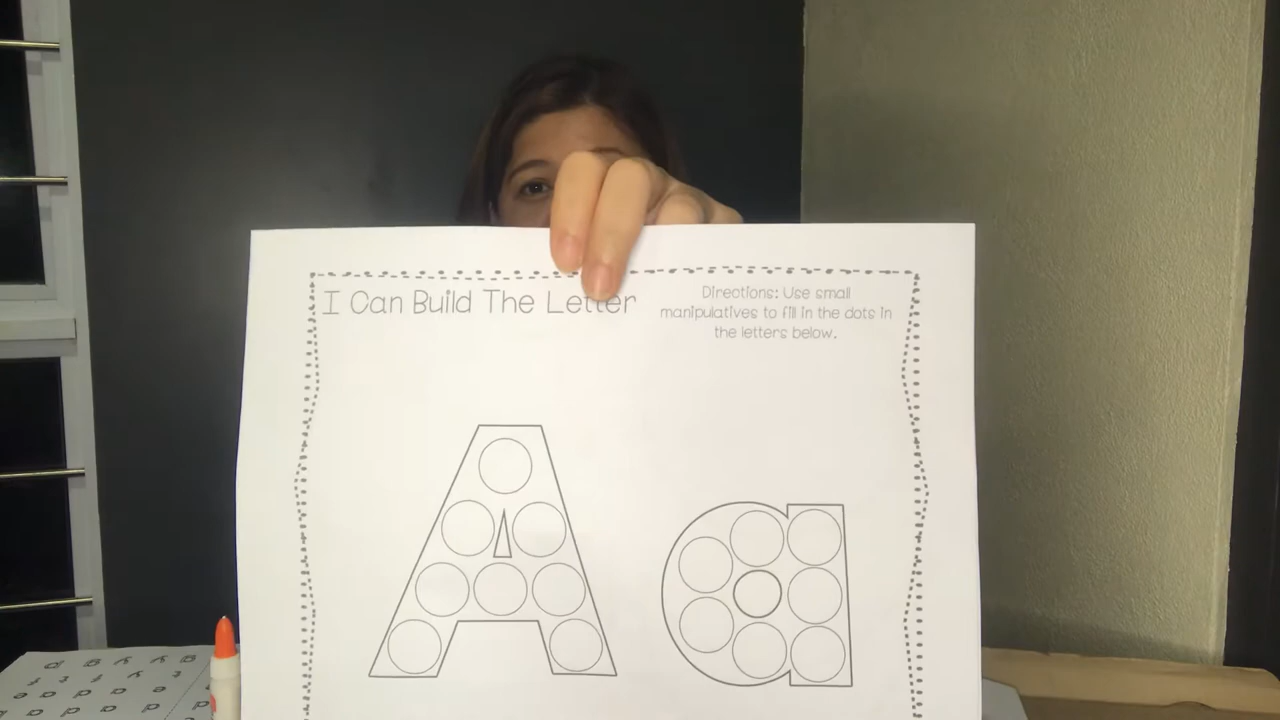 I Can Build The Letter
Directions: Use small
manipulatives to fill in the dots in
the letters below.
A a